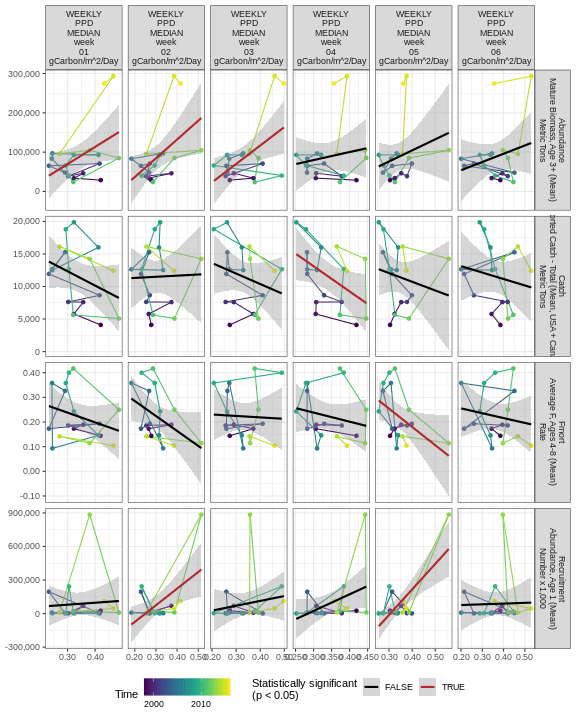 WEEKLY
PPD
MEDIAN
week
01
gCarbon/m^2/Day
WEEKLY
PPD
MEDIAN
week
02
gCarbon/m^2/Day
WEEKLY
PPD
MEDIAN
week
03
gCarbon/m^2/Day
WEEKLY
PPD
MEDIAN
week
04
gCarbon/m^2/Day
WEEKLY
PPD
MEDIAN
week
05
gCarbon/m^2/Day
WEEKLY
PPD
MEDIAN
week
06
gCarbon/m^2/Day
300,000
200,000
100,000
0
Abundance
Mature Biomass, Age 3+ (Mean)
Metric Tons
20,000
15,000
10,000
5,000
0
Catch
rted Catch - Total (Mean, USA + Can
Metric Tons
0.40
0.30
0.20
0.10
0.00
-0.10
Fmort
Average F, Ages 4-8 (Mean)
Rate
900,000
600,000
300,000
0
-300,000
Recruitment
Abundance, Age 1 (Mean)
Number x 1,000
0.30 0.40
0.20 0.30 0.40 0.50
0.20 0.30 0.40
0.300 0.350 0.400 0.450
0.30 0.40 0.50
0.20 0.30 0.40 0.50
Time
2000 2010
Statistically significant
(p < 0.05)
FALSE
TRUE